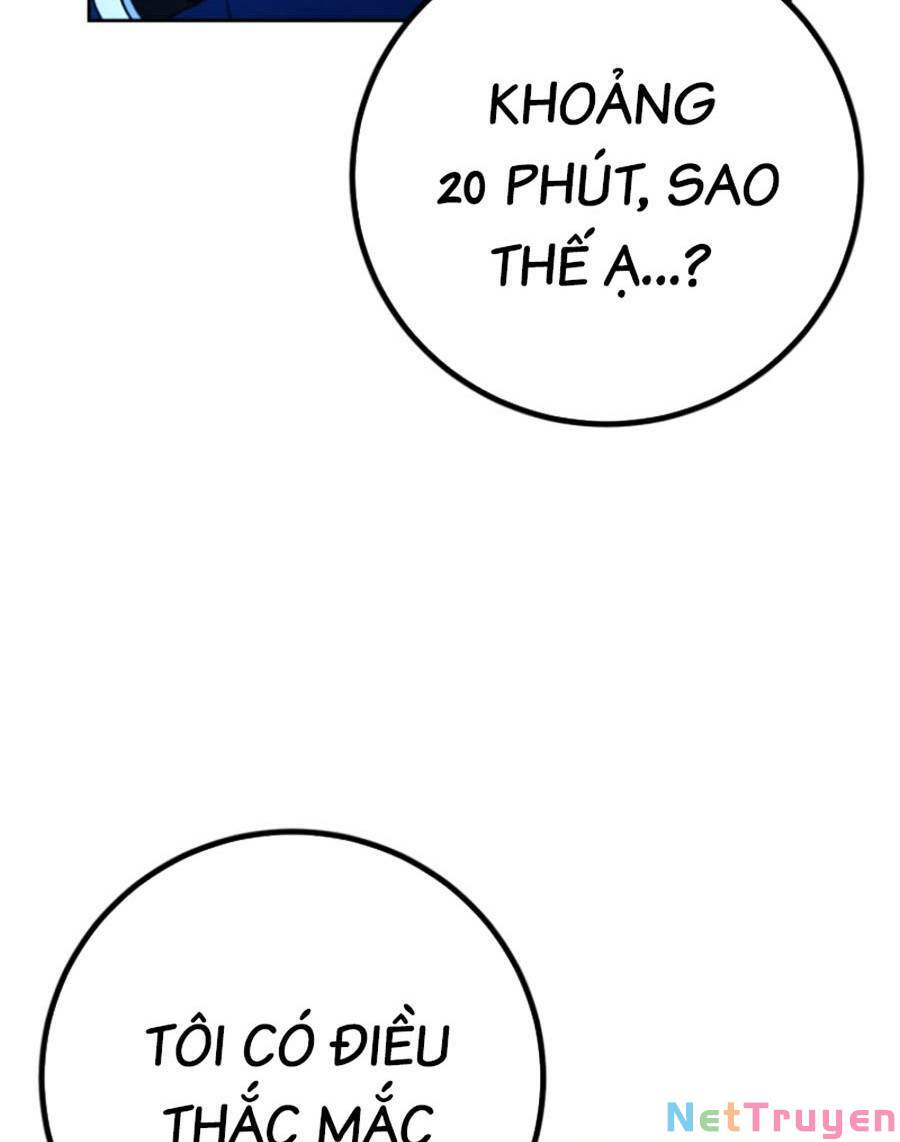 KHOẢNG
20 PHÚT, SAO
THẾ Ạ...?
TÔI CÓ ĐIỀU
THẮC MẮC
NetTruyen